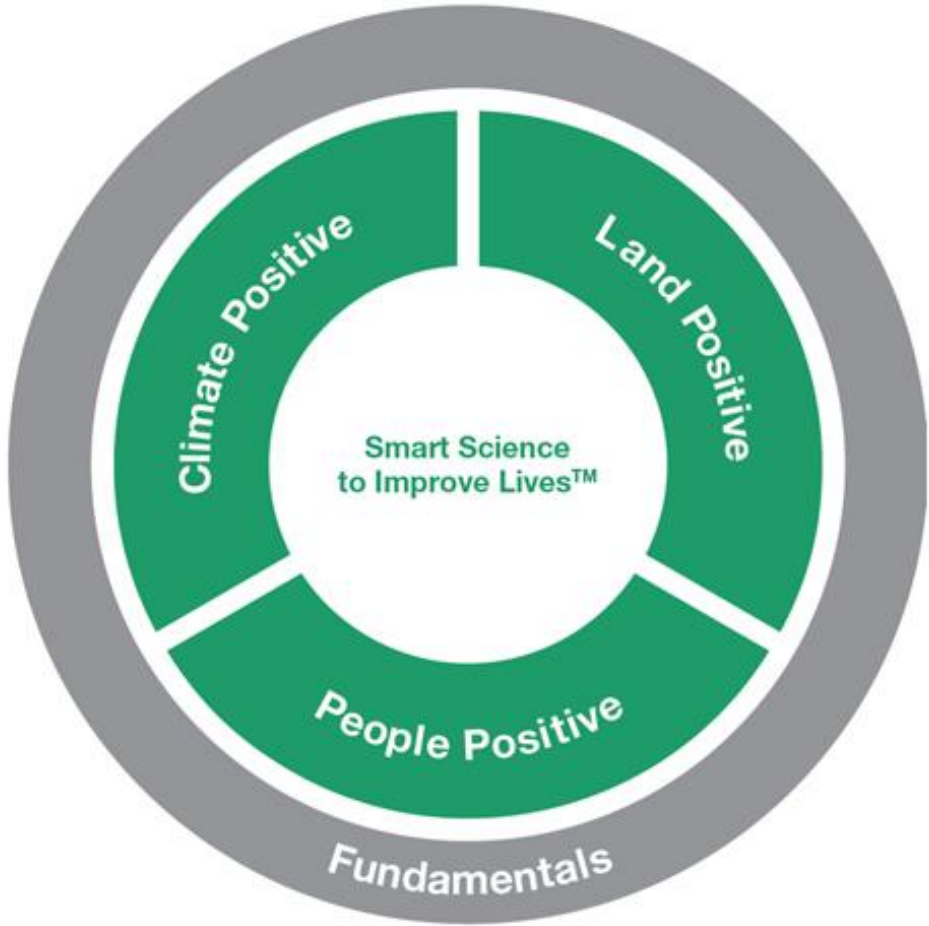 Climate Positive
Land Positive
Smart Science
to Improve Lives™
People Positive
Fundamentals